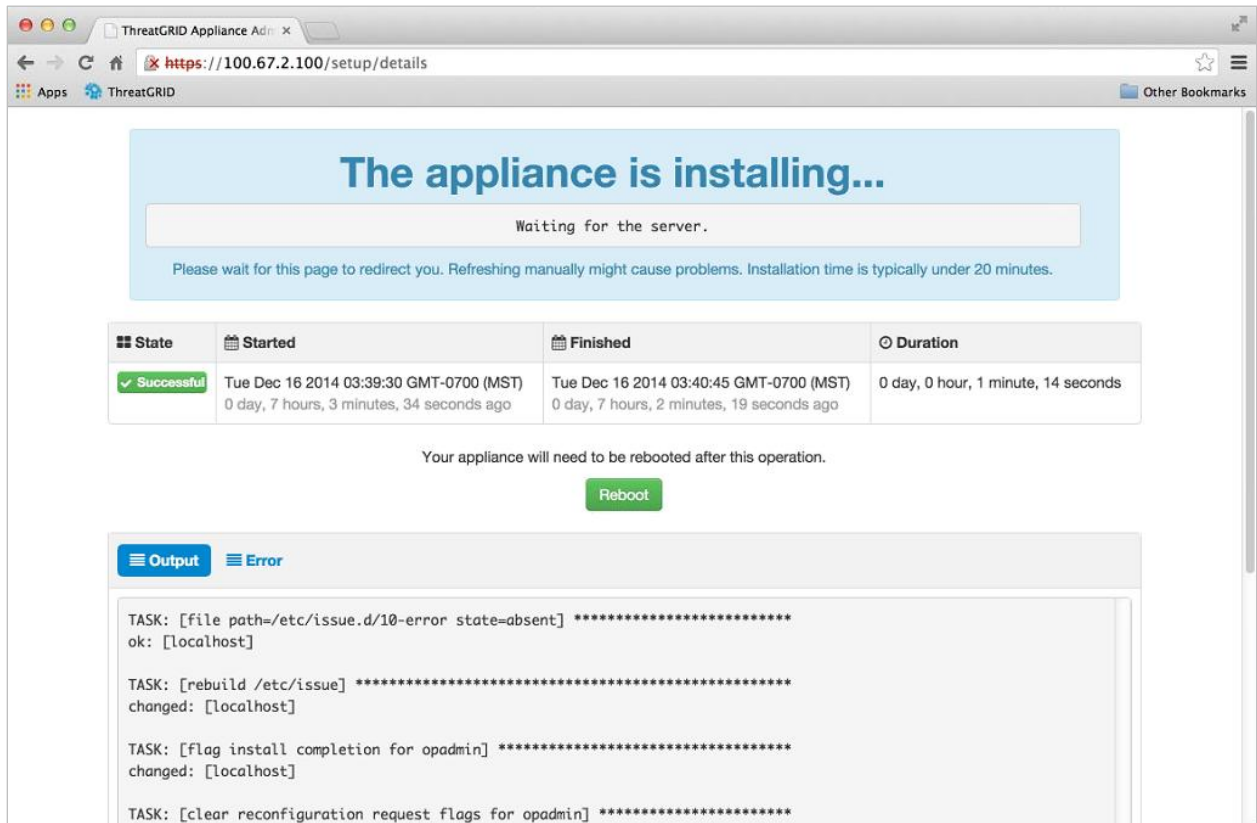 ThreatGRID Appliance Adm
https://100.67.2.100/setup/details
Apps ThreatGRID Other Bookmarks
The appliance is installing...
Waiting for the server.
Please wait for this page to redirect you. Refreshing manually might cause problems. Installation time is typically under 20 minutes.
State Started Finished Duration
Successful Tue Dec 16 2014 03:39:30 GMT-0700 (MST) Tue Dec 16 2014 03:40:45 GMT-0700 (MST) 0 day, 0 hour, 1 minute, 14 seconds
0 day, 7 hours, 3 minutes, 34 seconds ago 0 day, 7 hours, 2 minutes, 19 seconds ago
Your appliance will need to be rebooted after this operation.
Reboot
Output Error
TASK: [file path=/etc/issue.d/10-error state=absent] **************************
ok: [localhost]
TASK: [rebuild /etc/issue] ****************************************************
changed: [localhost]
TASK: [flag install completion for opadmin] ***********************************
changed: [localhost]
TASK: [clear reconfiguration request flags for opadmin] ***********************